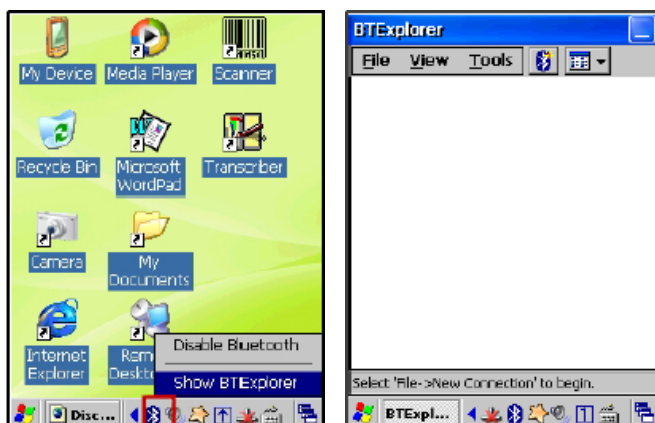 My Device Media Player Scanner
Recycle Bin Microsoft WordPad Transcriber
Camera My Documents
Internet Explorer
Disable Bluetooth
Show BTExplorer
Disc...
BTExplorer
File View Tools
Select 'File->New Connection' to begin.
BTExpl...